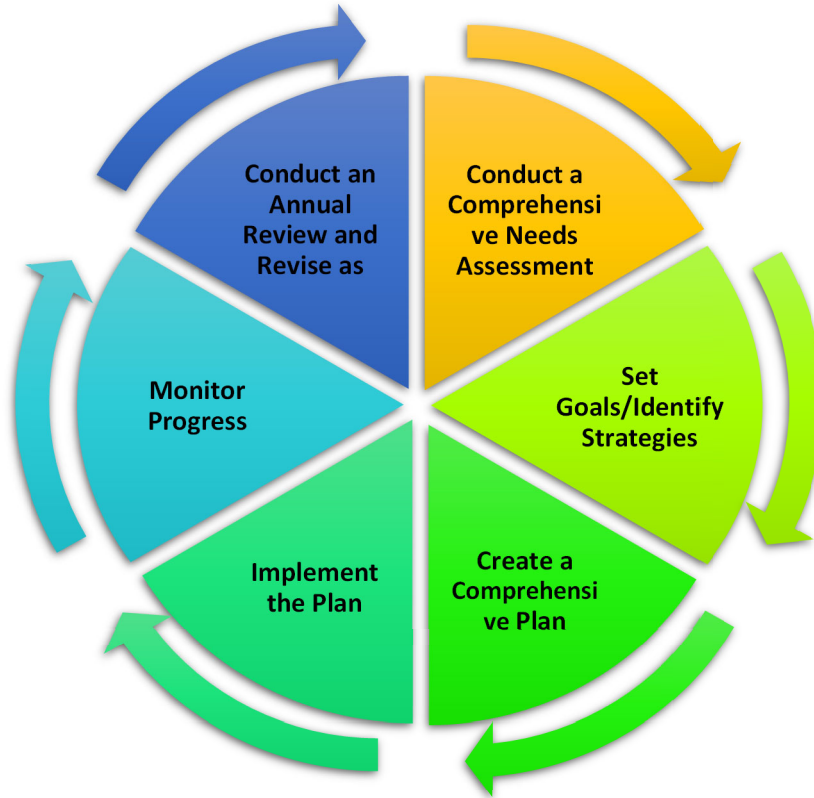 Conduct a
Comprehensi
ve Needs
Assessment
Set
Goals/Identify
Strategies
Create a
Comprehensi
ve Plan
Implement
the Plan
Monitor
Progress
Conduct an
Annual
Review and
Revise as